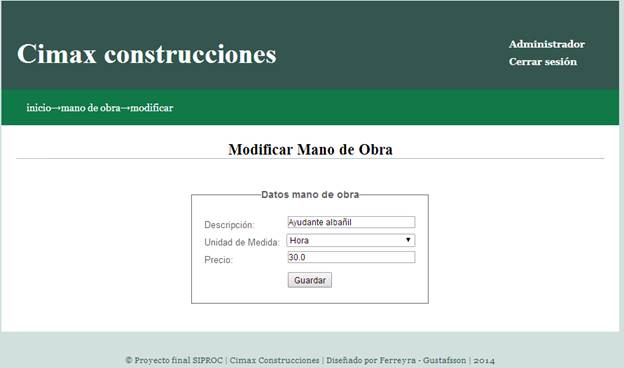 Cimax construcciones
Administrador
Cerrar sesión
inicio→mano de obra→modificar
Modificar Mano de Obra
Datos mano de obra
Descripción: Ayudante albañil
Unidad de Medida: Hora
Precio: 30.0
Guardar
© Proyecto final SIPROC | Cimax Construcciones | Diseñado por Ferreyra - Gustafsson | 2014